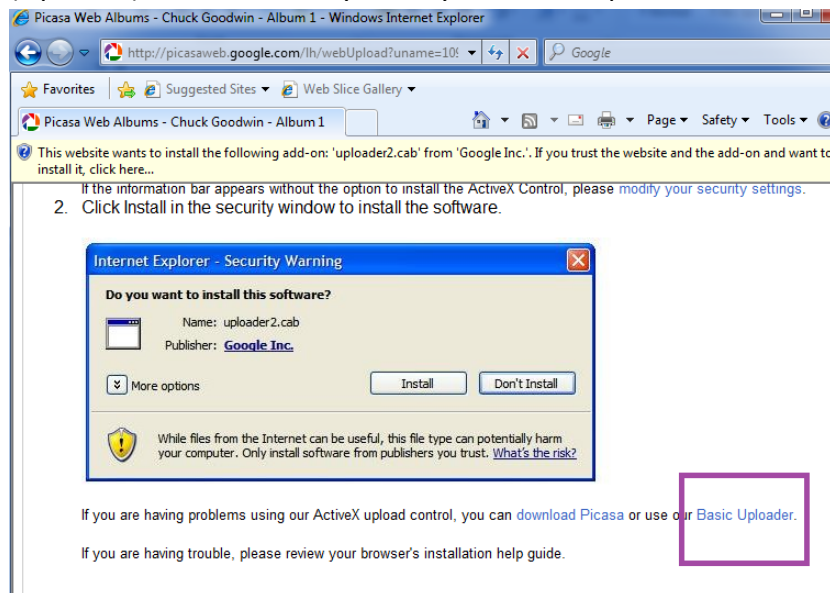 Picasa Web Albums - Chuck Goodwin - Album 1 - Windows Internet Explorer
http://picasaweb.google.com/lh/webUpload?uname=10
Google
Favorites Suggested Sites Web Slice Gallery
Picasa Web Albums - Chuck Goodwin - Album 1 Page Safety Tools
This website wants to install the following add-on: 'uploader2.cab' from 'Google Inc.'. If you trust the website and the add-on and want to
install it, click here...
If the information bar appears without the option to install the ActiveX Control, please modify your security settings.
2. Click Install in the security window to install the software.
Internet Explorer - Security Warning
Do you want to install this software?
Name: uploader2.cab
Publisher: Google Inc.
More options Install Don't Install
While files from the Internet can be useful, this file type can potentially harm
your computer. Only install software from publishers you trust. What's the risk?
If you are having problems using our ActiveX upload control, you can download Picasa or use our Basic Uploader.
If you are having trouble, please review your browser's installation help guide.